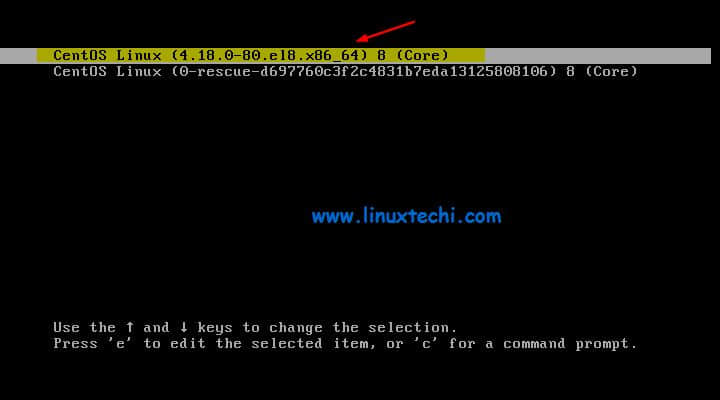 CentOS Linux (4.18.0-80.el8.x86_64) 8 (Core)
CentOS Linux (0-rescue-d697760c3f2c4831b7eda13125808106) 8 (Core)
www.linuxtechi.com
Use the ↑ and ↓ keys to change the selection.
Press 'e' to edit the selected item, or 'c' for a command prompt.